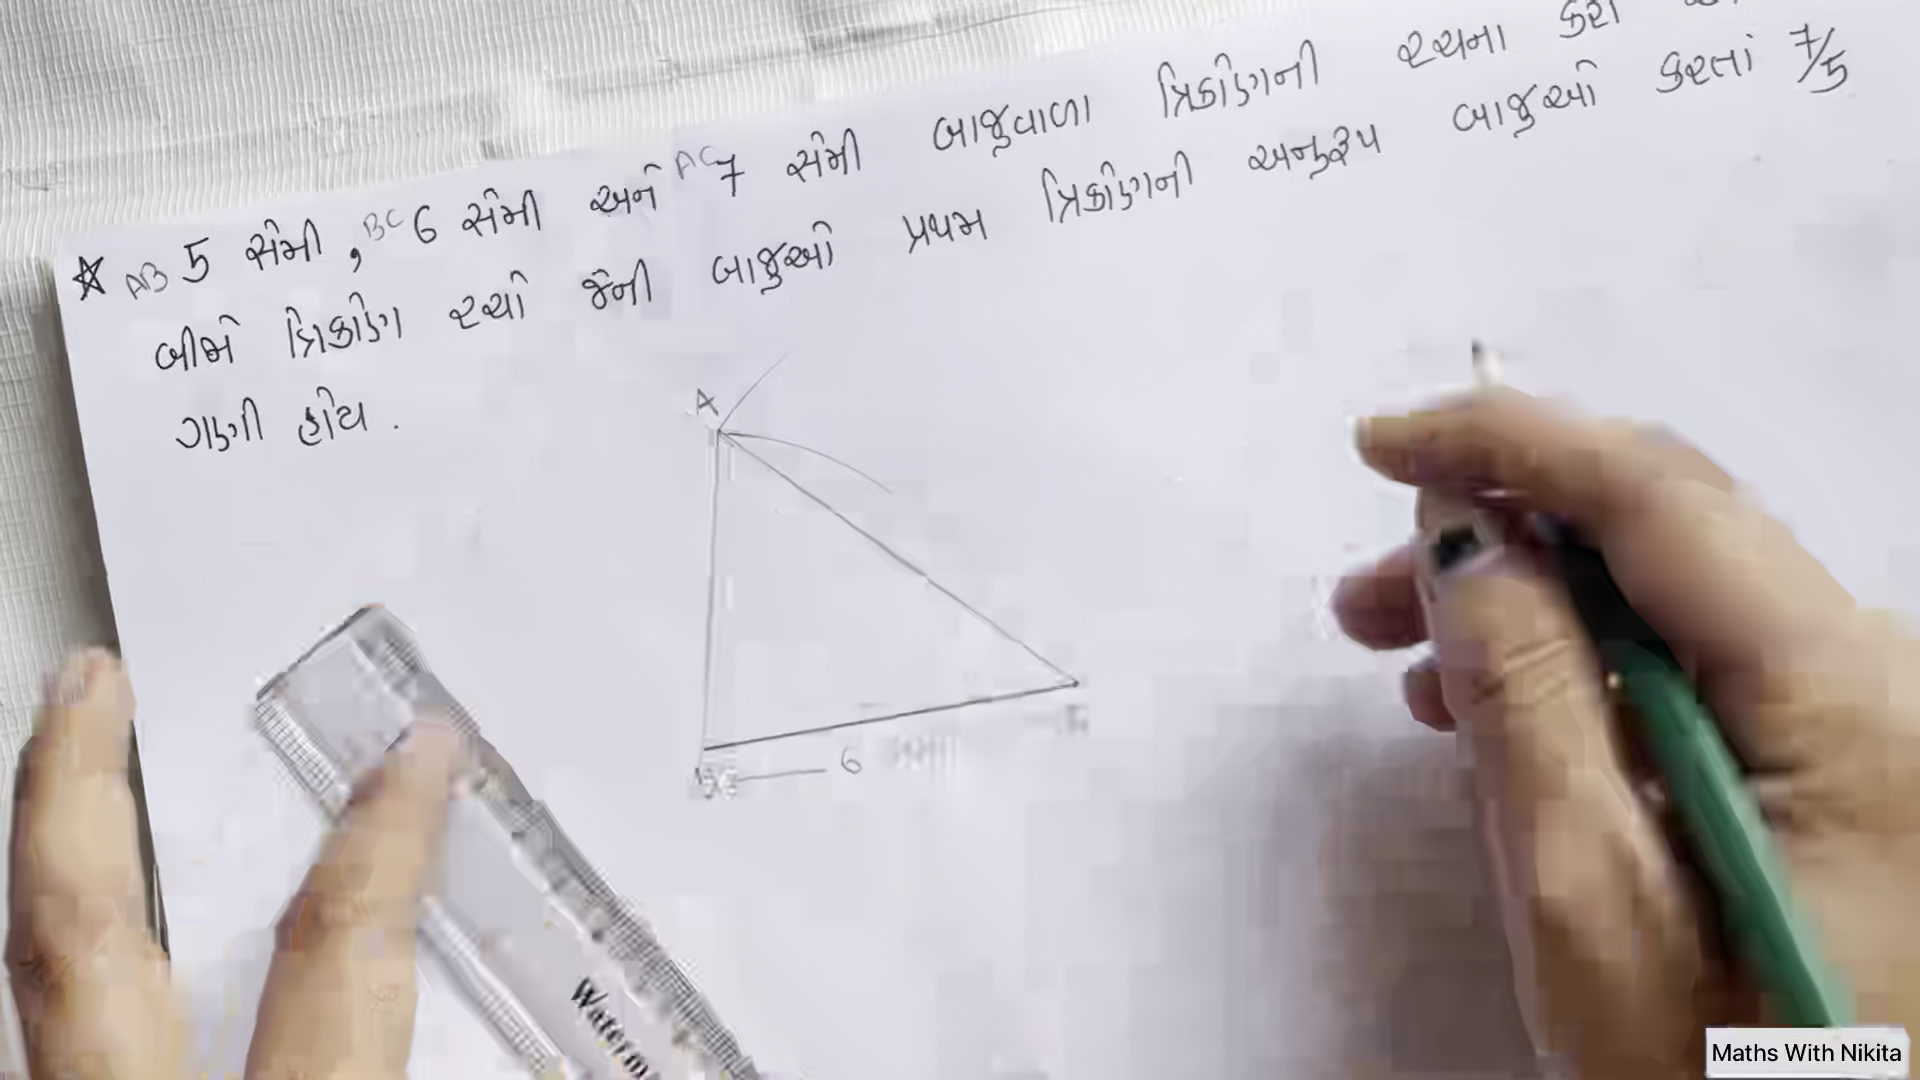 ☆ AB 5 સેમી , BC 6 સેમી અને AC 7 સેમી બાજુવાળા ત્રિકોણની રચના કરો
બીજો ત્રિકોણ રચો જેની બાજુઓ પ્રથમ ત્રિકોણની અનુરૂપ બાજુઓ કરતાં 7/5
ગણી હોય .
A
6
Maths With Nikita